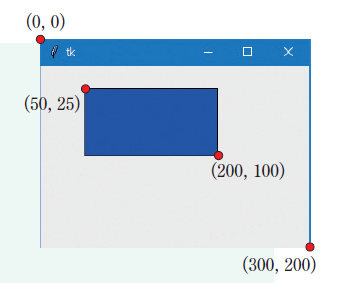 (0, 0)
tk
(50, 25)
(200, 100)
(300, 200)